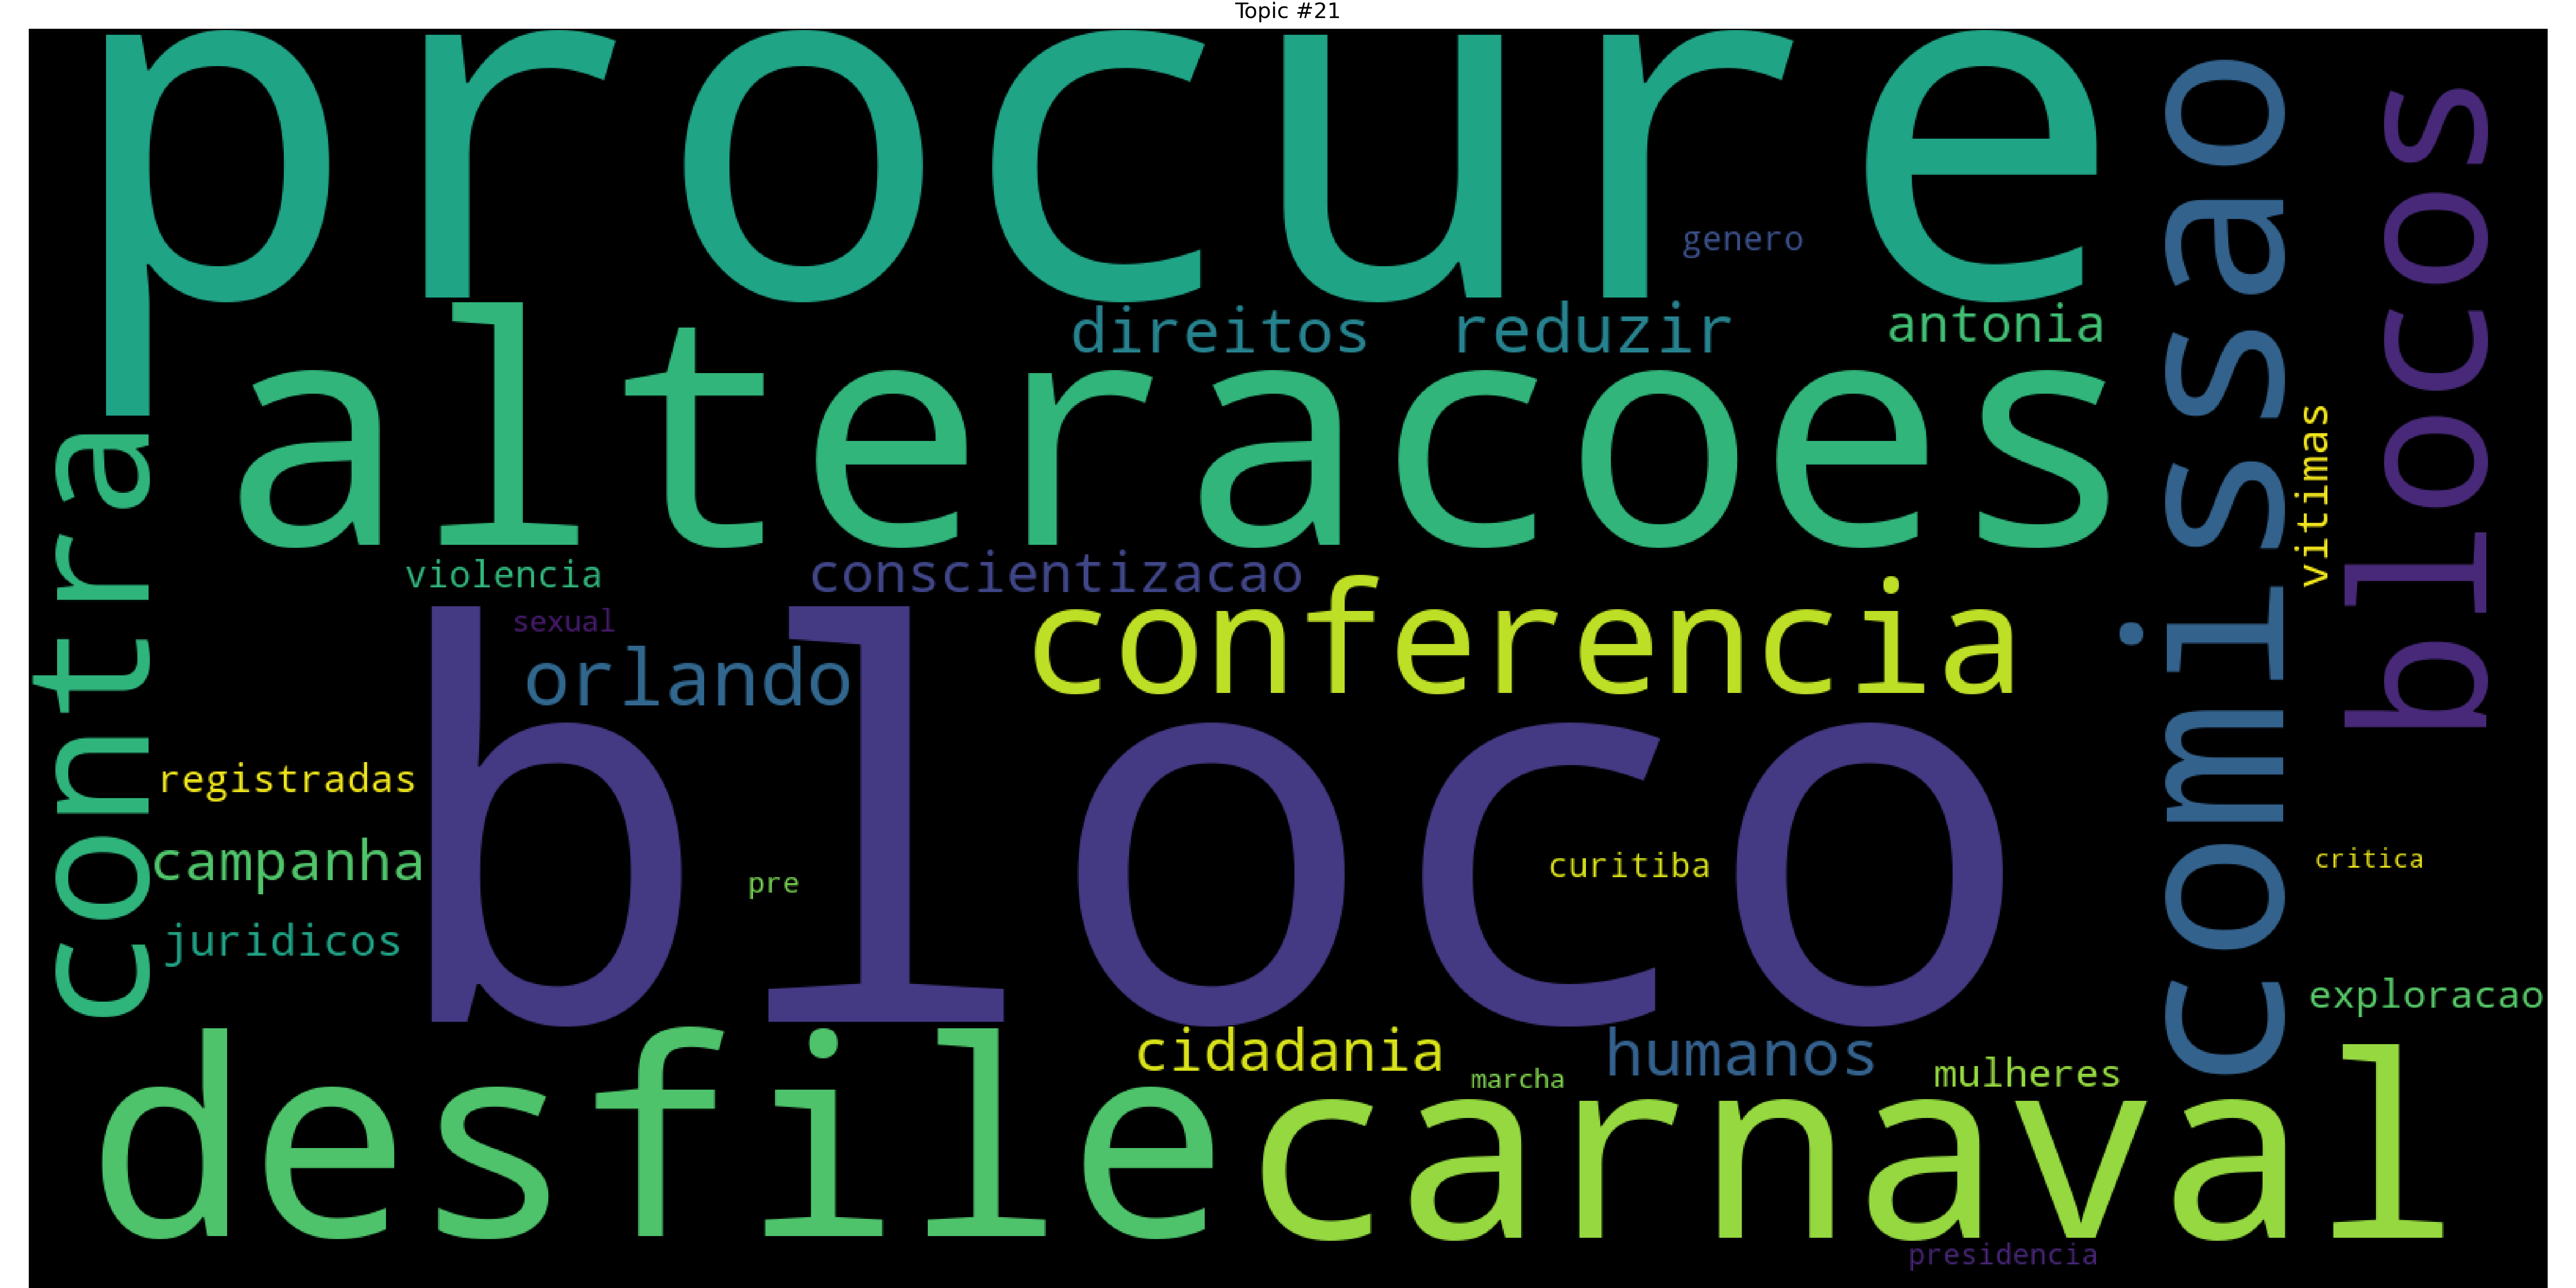 Topic #21
procure
genero
direitos
reduzir
antonia
alteracoes
comissao
blocos
vitimas
contra
violencia
conscientizacao
sexual
conferencia
orlando
bloco
registradas
campanha
pre
curitiba
critica
juridicos
exploracao
cidadania
humanos
marcha
mulheres
desfile
carnaval
presidencia